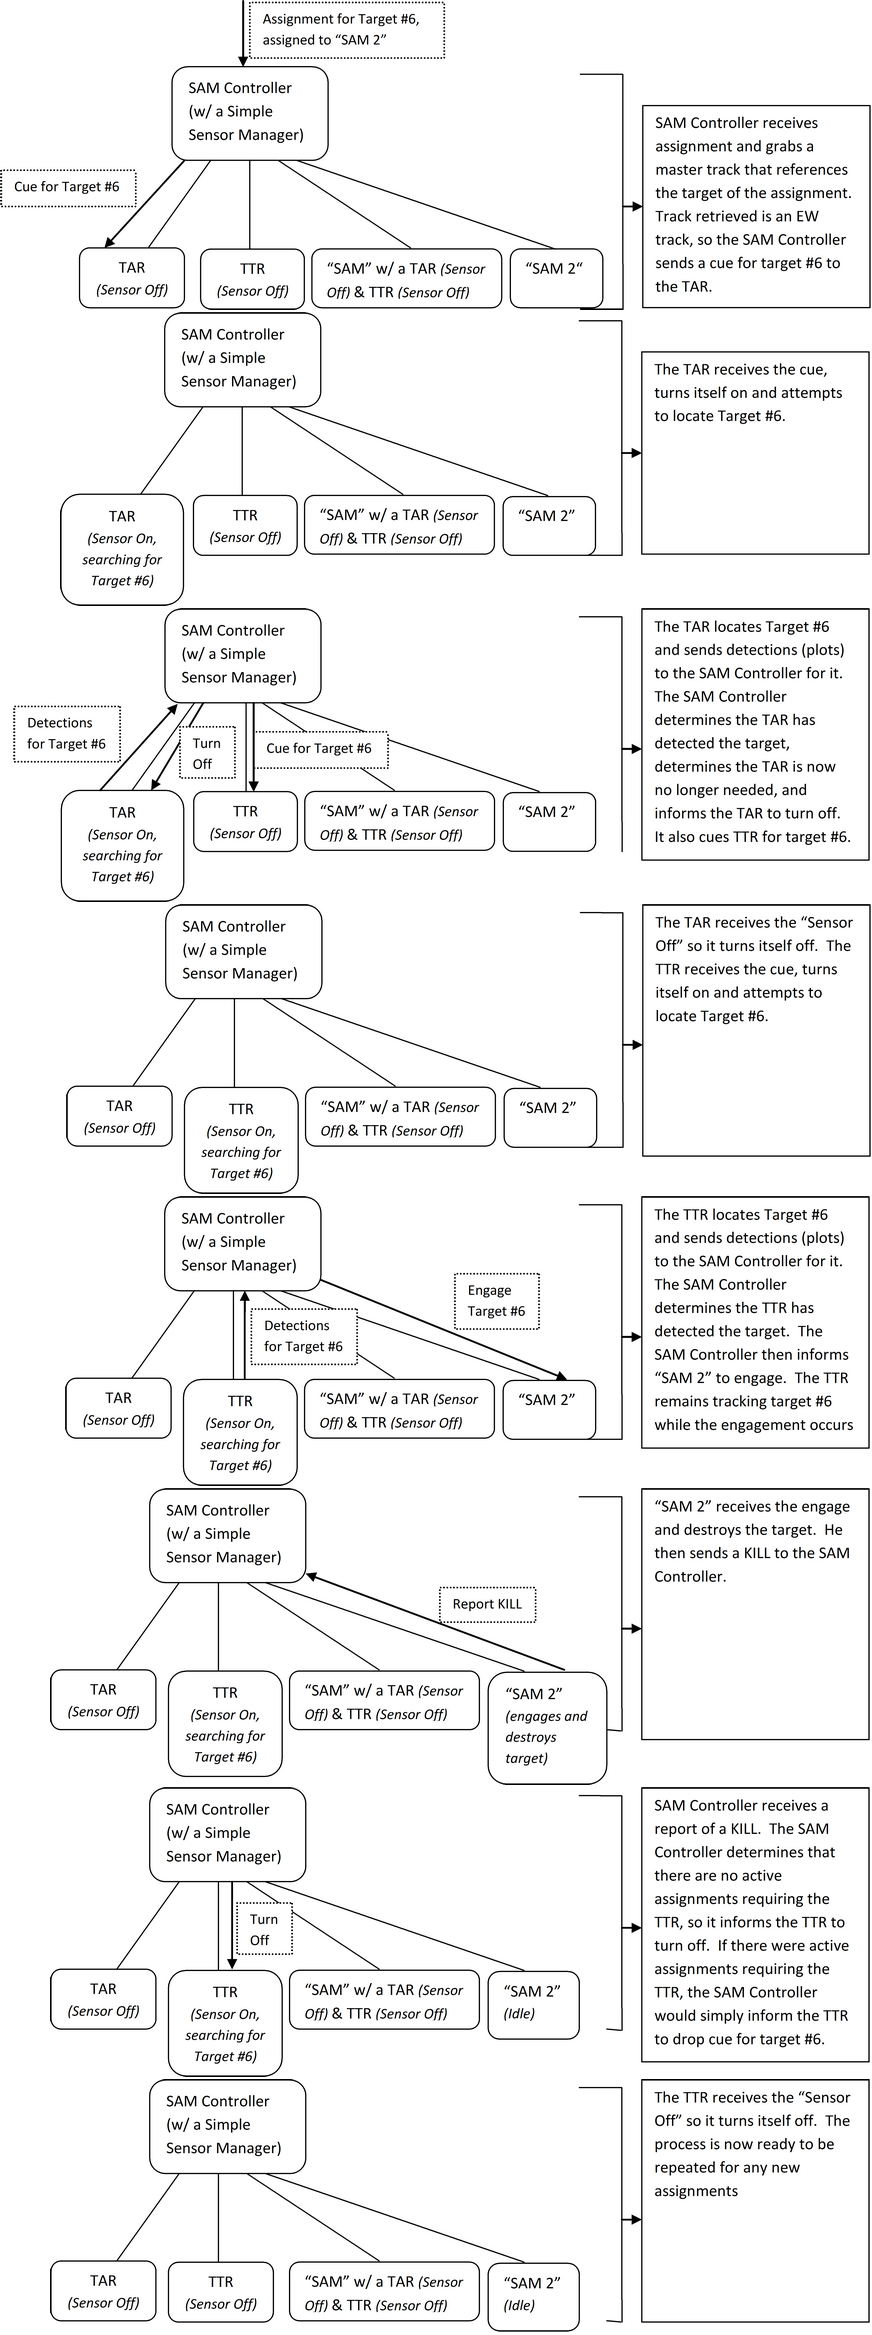 Assignment for Target #6,
assigned to “SAM 2”
SAM Controller
(w/ a Simple
Sensor Manager)
Cue for Target #6
TAR
(Sensor Off)
TTR
(Sensor Off)
“SAM” w/ a TAR (Sensor
Off) & TTR (Sensor Off)
“SAM 2“
SAM Controller receives
assignment and grabs a
master track that references
the target of the assignment.
Track retrieved is an EW
track, so the SAM Controller
sends a cue for target #6 to
the TAR.
SAM Controller
(w/ a Simple
Sensor Manager)
TAR
(Sensor On,
searching for
Target #6)
TTR
(Sensor Off)
“SAM” w/ a TAR (Sensor
Off) & TTR (Sensor Off)
“SAM 2”
The TAR receives the cue,
turns itself on and attempts
to locate Target #6.
SAM Controller
(w/ a Simple
Sensor Manager)
Detections
for Target #6
Turn
Off
Cue for Target #6
TAR
(Sensor On,
searching for
Target #6)
TTR
(Sensor Off)
“SAM” w/ a TAR (Sensor
Off) & TTR (Sensor Off)
“SAM 2”
The TAR locates Target #6
and sends detections (plots)
to the SAM Controller for it.
The SAM Controller
determines the TAR has
detected the target,
determines the TAR is now
no longer needed, and
informs the TAR to turn off.
It also cues TTR for target #6.
SAM Controller
(w/ a Simple
Sensor Manager)
TAR
(Sensor Off)
TTR
(Sensor On,
searching for
Target #6)
“SAM” w/ a TAR (Sensor
Off) & TTR (Sensor Off)
“SAM 2”
The TAR receives the “Sensor
Off” so it turns itself off.  The
TTR receives the cue, turns
itself on and attempts to
locate Target #6.
SAM Controller
(w/ a Simple
Sensor Manager)
Engage
Target #6
Detections
for Target #6
TAR
(Sensor Off)
TTR
(Sensor On,
searching for
Target #6)
“SAM” w/ a TAR (Sensor
Off) & TTR (Sensor Off)
“SAM 2”
The TTR locates Target #6
and sends detections (plots)
to the SAM Controller for it.
The SAM Controller
determines the TTR has
detected the target.  The
SAM Controller then informs
“SAM 2” to engage.  The TTR
remains tracking target #6
while the engagement occurs
SAM Controller
(w/ a Simple
Sensor Manager)
Report KILL
TAR
(Sensor Off)
TTR
(Sensor On,
searching for
Target #6)
“SAM” w/ a TAR (Sensor
Off) & TTR (Sensor Off)
“SAM 2”
(engages and
destroys
target)
“SAM 2” receives the engage
and destroys the target.  He
then sends a KILL to the SAM
Controller.
SAM Controller
(w/ a Simple
Sensor Manager)
Turn
Off
TAR
(Sensor Off)
TTR
(Sensor On,
searching for
Target #6)
“SAM” w/ a TAR (Sensor
Off) & TTR (Sensor Off)
“SAM 2”
(Idle)
SAM Controller receives a
report of a KILL.  The SAM
Controller determines that
there are no active
assignments requiring the
TTR, so it informs the TTR to
turn off.  If there were active
assignments requiring the
TTR, the SAM Controller
would simply inform the TTR
to drop cue for target #6.
SAM Controller
(w/ a Simple
Sensor Manager)
TAR
(Sensor Off)
TTR
(Sensor Off)
“SAM” w/ a TAR (Sensor
Off) & TTR (Sensor Off)
“SAM 2”
(Idle)
The TTR receives the “Sensor
Off” so it turns itself off.  The
process is now ready to be
repeated for any new
assignments